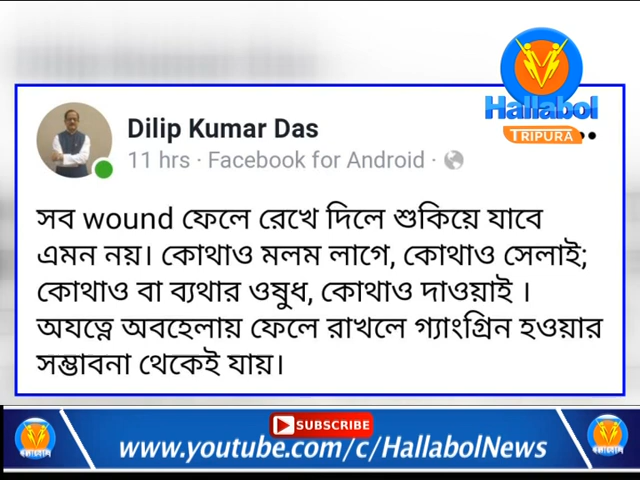 Hallabol
TRIPURA
Dilip Kumar Das
11 hrs · Facebook for Android ·
সব wound ফেলে রেখে দিলে শুকিয়ে যাবে
এমন নয়। কোথাও মলম লাগে, কোথাও সেলাই;
কোথাও বা ব্যথার ওষুধ, কোথাও দাওয়াই ।
অযত্নে অবহেলায় ফেলে রাখলে গ্যাংগ্রিন হওয়ার
সম্ভাবনা থেকেই যায়।
SUBSCRIBE
www.youtube.com/c/HallabolNews